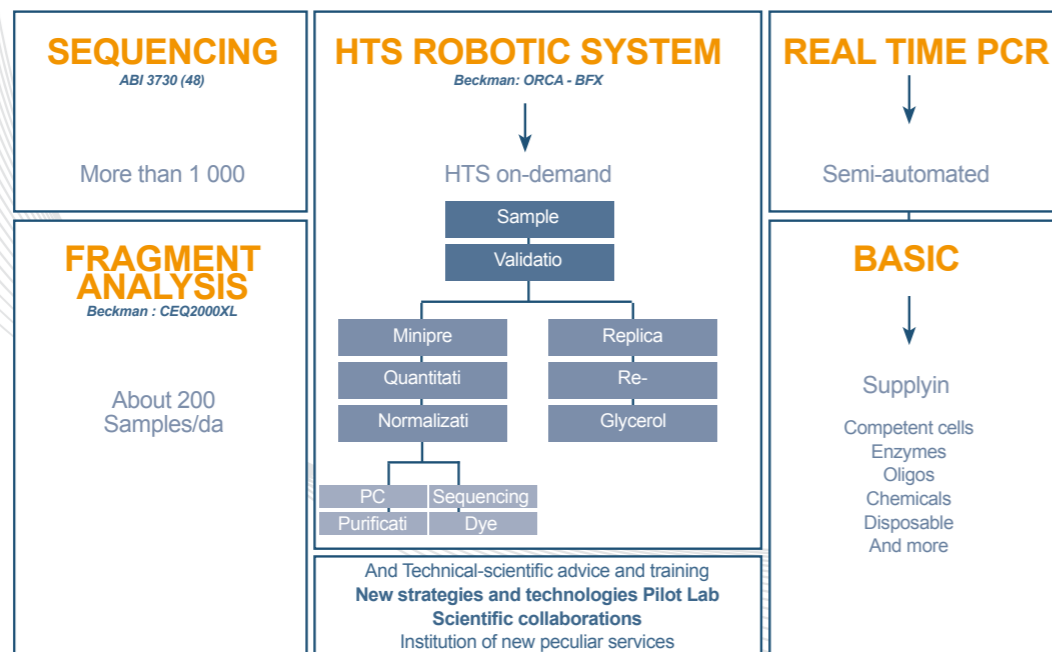 SEQUENCING
ABI 3730 (48)
More than 1 000
FRAGMENT
ANALYSIS
Beckman : CEQ2000XL
About 200
Samples/da
HTS ROBOTIC SYSTEM
Beckman: ORCA - BFX
HTS on-demand
Sample
Validatio
Minipre
Quantitati
Normalizati
Replica
Re-
Glycerol
PC
Purificati
Sequencing
Dye
And Technical-scientific advice and training
New strategies and technologies Pilot Lab
Scientific collaborations
Institution of new peculiar services
REAL TIME PCR
Semi-automated
BASIC
Supplyin
Competent cells
Enzymes
Oligos
Chemicals
Disposable
And more